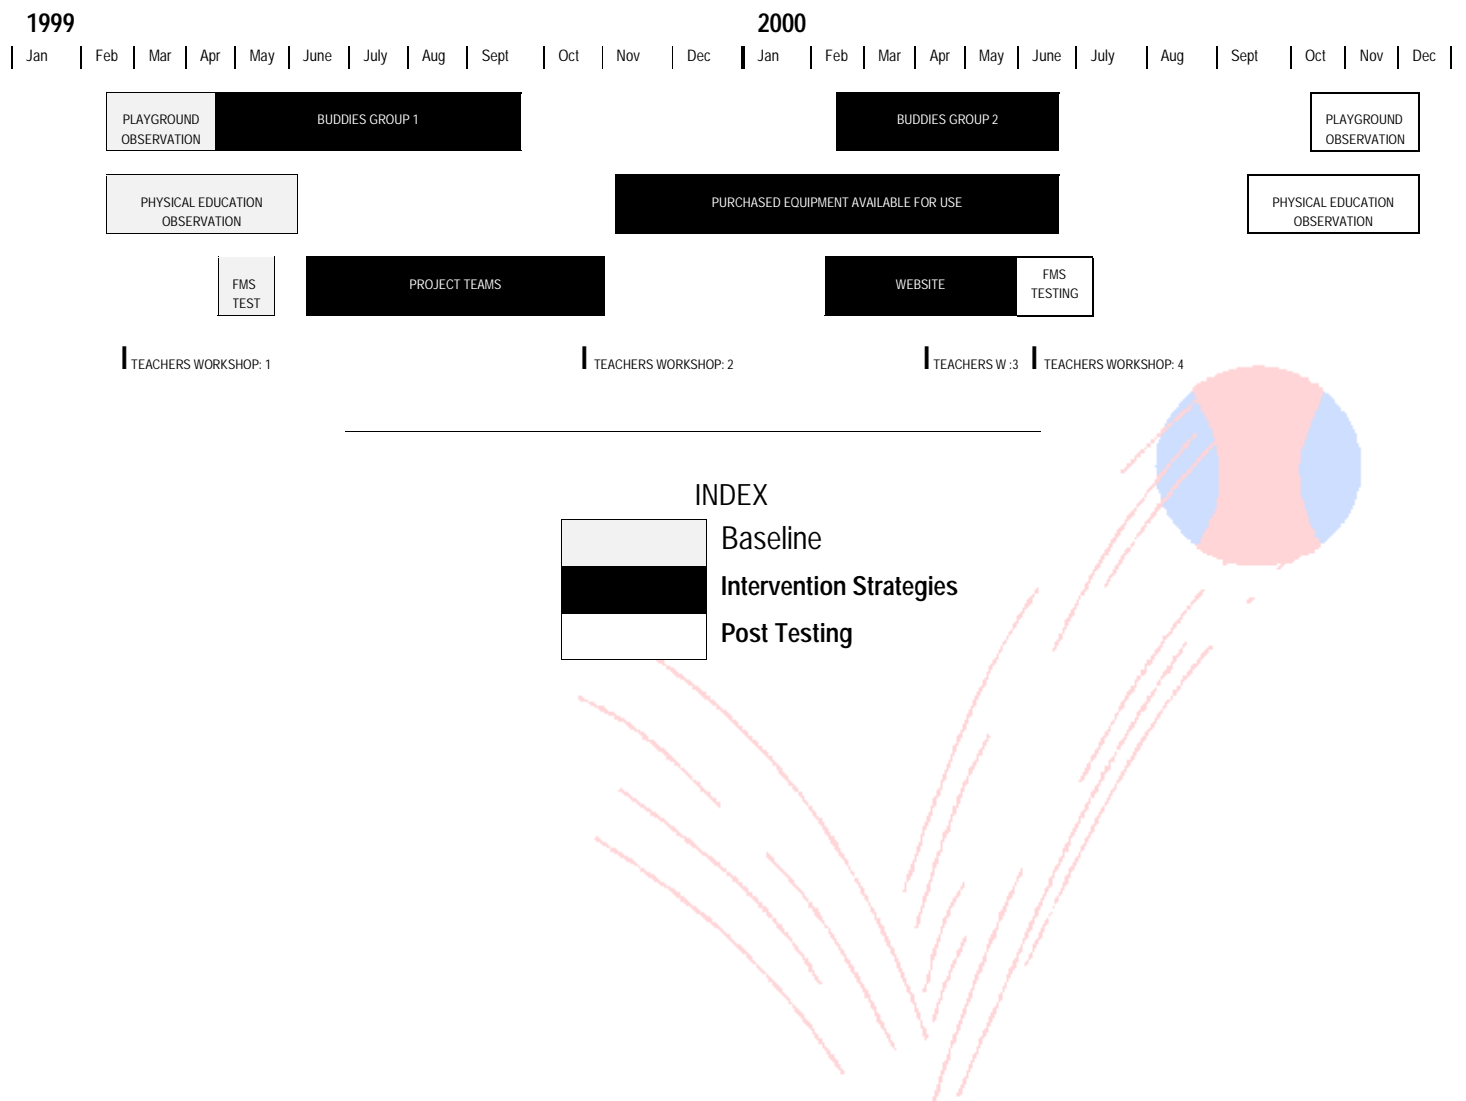 1999 2000
Jan Feb Mar Apr May June July Aug Sept Oct Nov Dec Jan Feb Mar Apr May June July Aug Sept Oct Nov Dec
PLAYGROUND BUDDIES GROUP 1 BUDDIES GROUP 2 PLAYGROUND
OBSERVATION OBSERVATION
PHYSICAL EDUCATION PURCHASED EQUIPMENT AVAILABLE FOR USE PHYSICAL EDUCATION
OBSERVATION OBSERVATION
FMS PROJECT TEAMS WEBSITE FMS
TEST TESTING
TEACHERS WORKSHOP: 1 TEACHERS WORKSHOP: 2 TEACHERS W :3 TEACHERS WORKSHOP: 4
INDEX
Baseline
Intervention Strategies
Post Testing